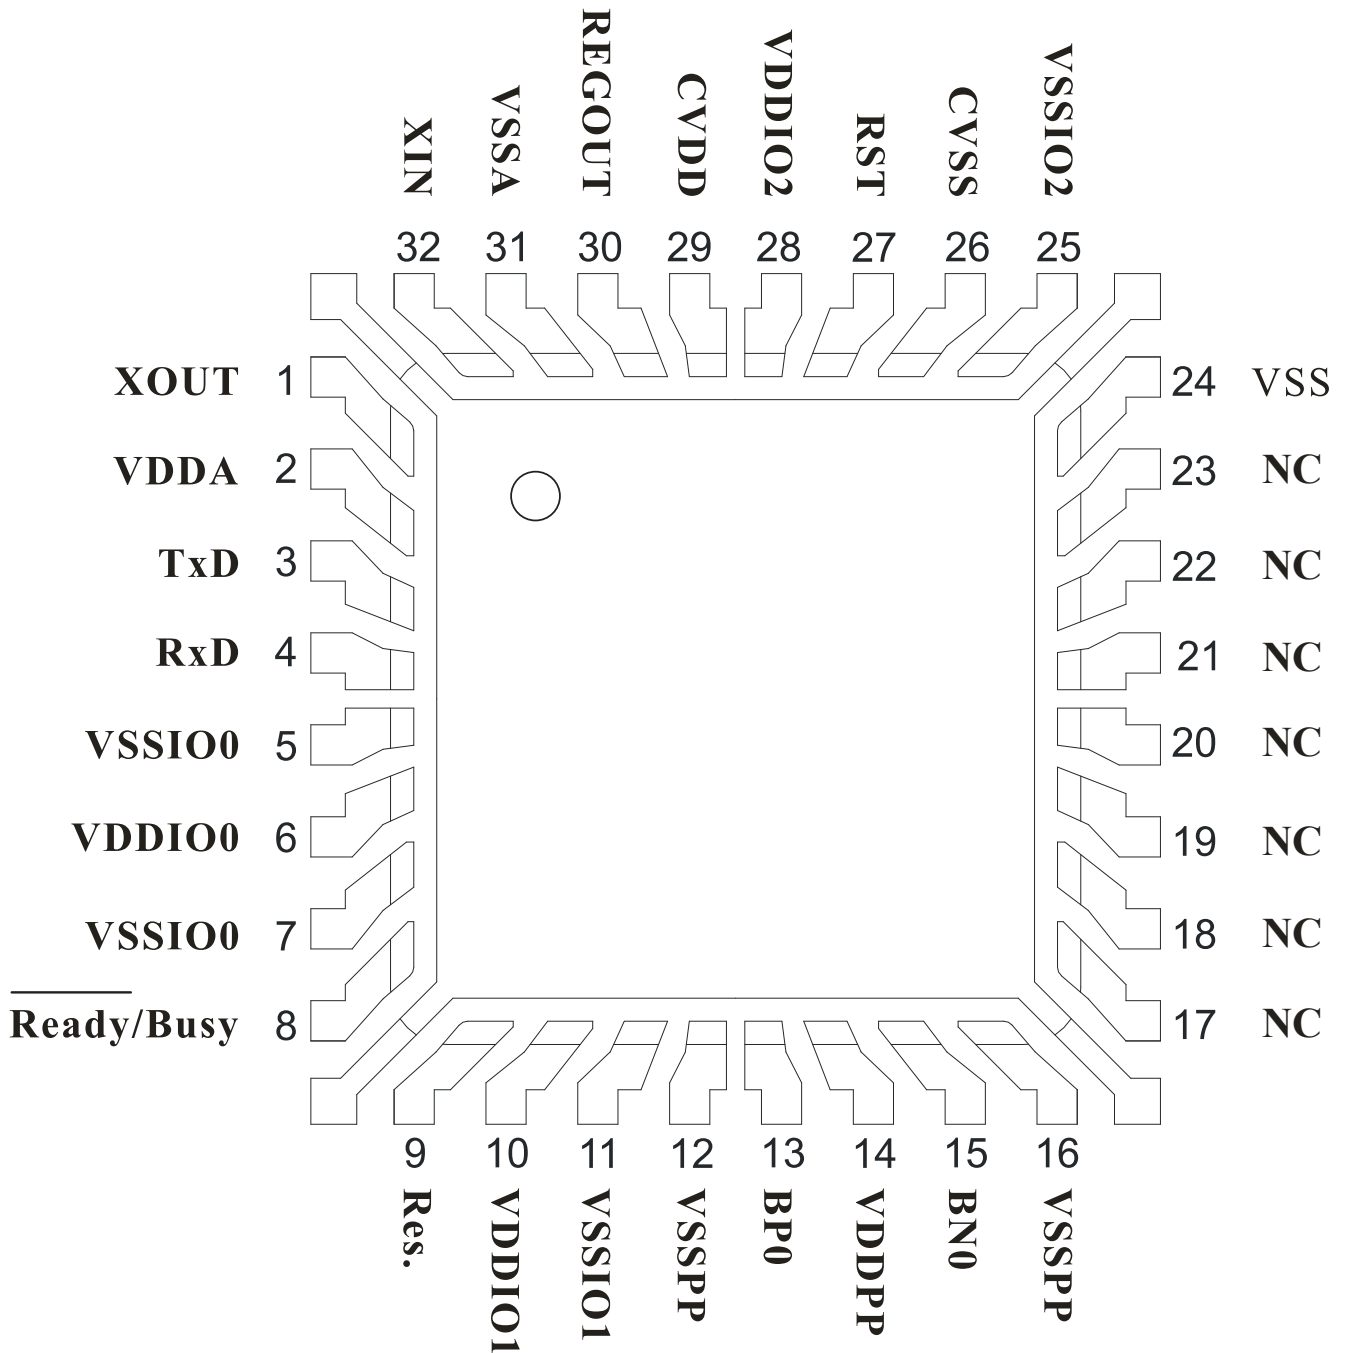 XIN
VSSA
REGOUT
CVDD
VDDIO2
RST
CVSS
VSSIO2
32 31 30 29 28 27 26 25
XOUT 1
VDDA 2
TxD 3
RxD 4
VSSIO0 5
VDDIO0 6
VSSIO0 7
Ready/Busy 8
24 VSS
23 NC
22 NC
21 NC
20 NC
19 NC
18 NC
17 NC
9 10 11 12 13 14 15 16
Res.
VDDIO1
VSSIO1
VSSPP
BP0
VDDPP
BN0
VSSPP